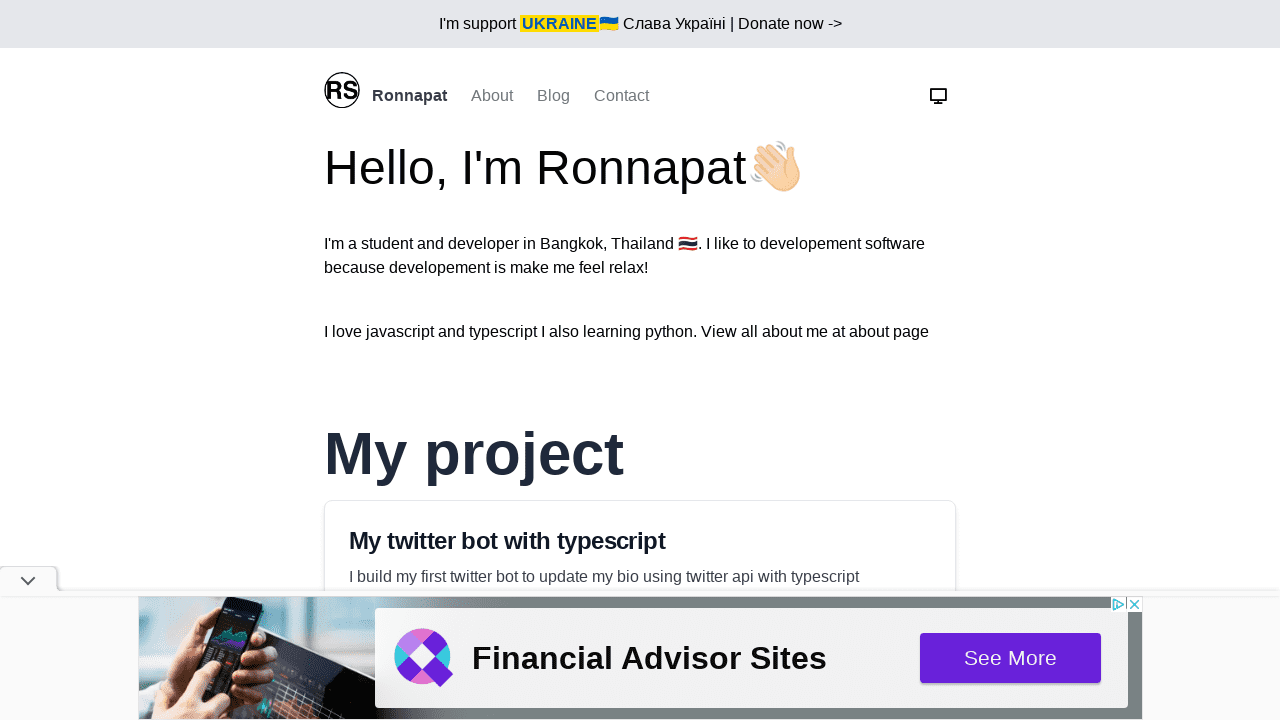 I'm support UKRAINE🇺🇦 Слава Україні | Donate now ->
RS
Ronnapat About Blog Contact
Hello, I'm Ronnapat👋🏻
I'm a student and developer in Bangkok, Thailand 🇹🇭. I like to developement software
because developement is make me feel relax!
I love javascript and typescript I also learning python. View all about me at about page
My project
My twitter bot with typescript
I build my first twitter bot to update my bio using twitter api with typescript
Financial Advisor Sites
See More